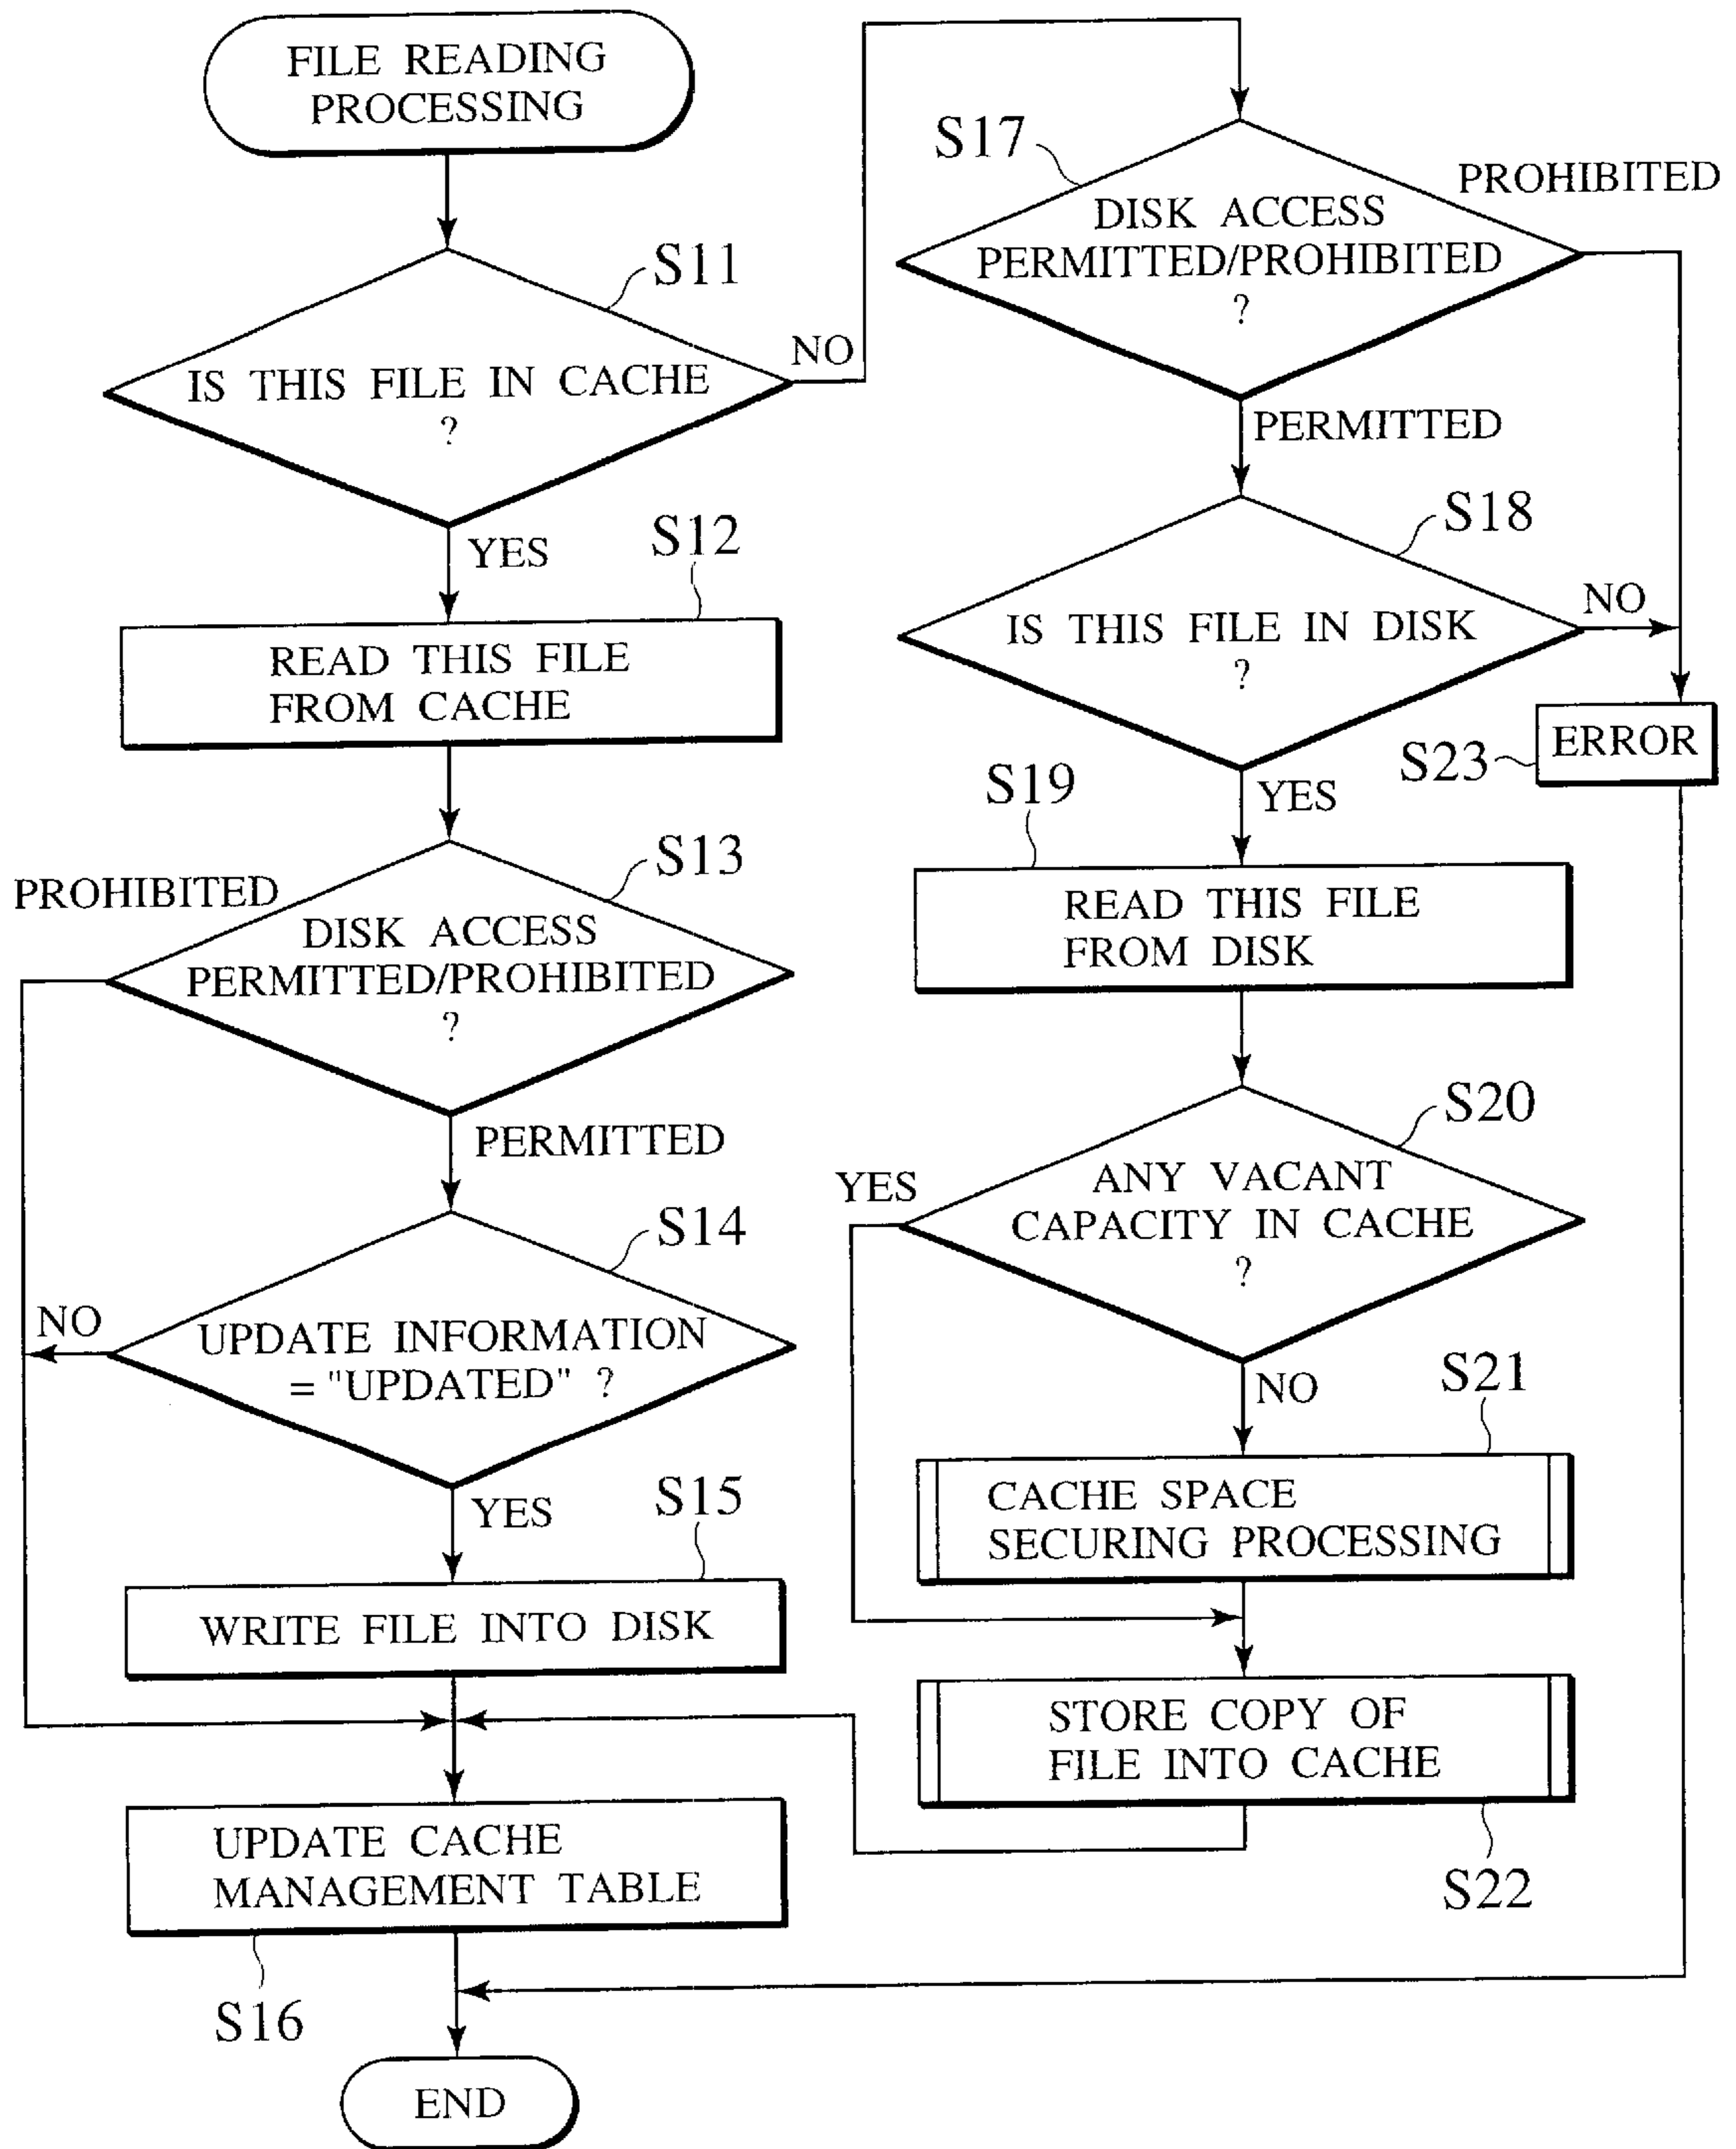 FILE READING
PROCESSING
S11
IS THIS FILE IN CACHE
?
NO
YES
S12
READ THIS FILE
FROM CACHE
S13
PROHIBITED
DISK ACCESS
PERMITTED/PROHIBITED
?
PERMITTED
S14
NO
UPDATE INFORMATION
= "UPDATED" ?
YES
S15
WRITE FILE INTO DISK
UPDATE CACHE
MANAGEMENT TABLE
S16
END
S17
PROHIBITED
DISK ACCESS
PERMITTED/PROHIBITED
?
PERMITTED
S18
NO
IS THIS FILE IN DISK
?
S23
ERROR
YES
S19
READ THIS FILE
FROM DISK
S20
YES
ANY VACANT
CAPACITY IN CACHE
?
NO
S21
CACHE SPACE
SECURING PROCESSING
STORE COPY OF
FILE INTO CACHE
S22